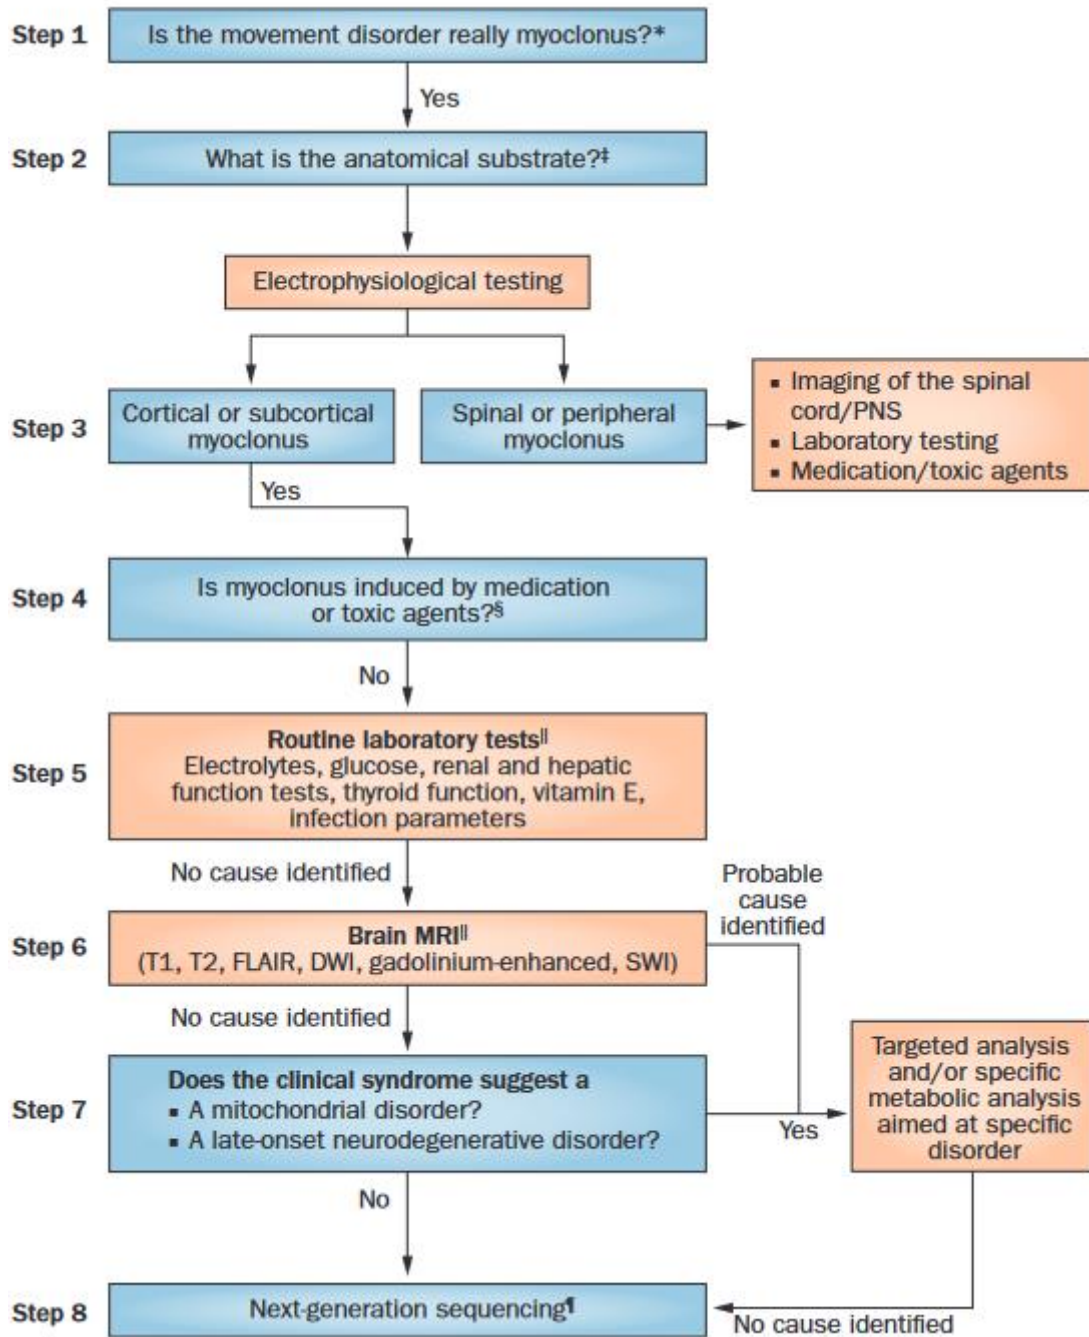 Step 1
Is the movement disorder really myoclonus?*
Yes
Step 2
What is the anatomical substrate?‡
Electrophysiological testing
Step 3
Cortical or subcortical
myoclonus
Spinal or peripheral
myoclonus
▪ Imaging of the spinal
cord/PNS
▪ Laboratory testing
▪ Medication/toxic agents
Yes
Step 4
Is myoclonus induced by medication
or toxic agents?§
No
Step 5
Routine laboratory tests||
Electrolytes, glucose, renal and hepatic
function tests, thyroid function, vitamin E,
infection parameters
No cause identified
Probable
cause
identified
Step 6
Brain MRI||
(T1, T2, FLAIR, DWI, gadolinium-enhanced, SWI)
No cause identified
Step 7
Does the clinical syndrome suggest a
▪ A mitochondrial disorder?
▪ A late-onset neurodegenerative disorder?
Yes
Targeted analysis
and/or specific
metabolic analysis
aimed at specific
disorder
No
Step 8
Next-generation sequencing¶
No cause identified